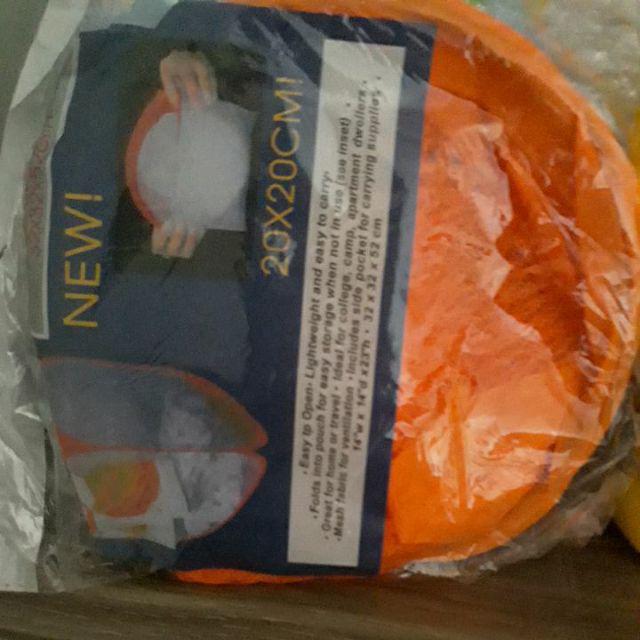 NEW!
20X20CM!
· Easy to Open· Lightweight and easy to carry·
· Folds into pouch for easy storage when not in use (see inset) ·
· Great for home or travel · Ideal for college, camp, apartment dwellers ·
·Mesh fabric for ventilation · Includes side pocket for carrying supplies ·
14"w x 14"d x23"h · 32 x 32 x 52 cm